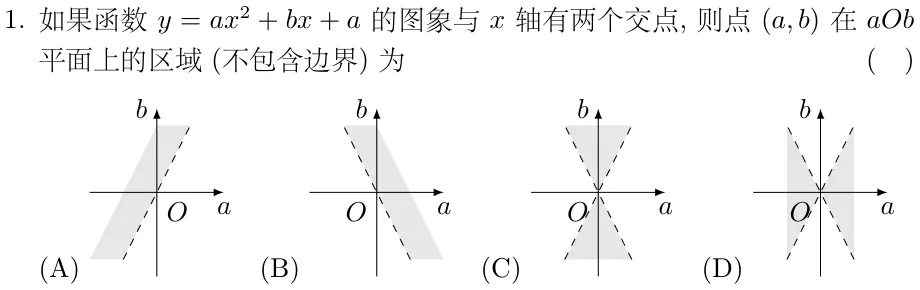 1. 如果函数 y = ax² + bx + a 的图象与 x 轴有两个交点, 则点 (a, b) 在 aOb
平面上的区域 (不包含边界) 为 ( )
b b b b
O a O a O a O a
(A) (B) (C) (D)